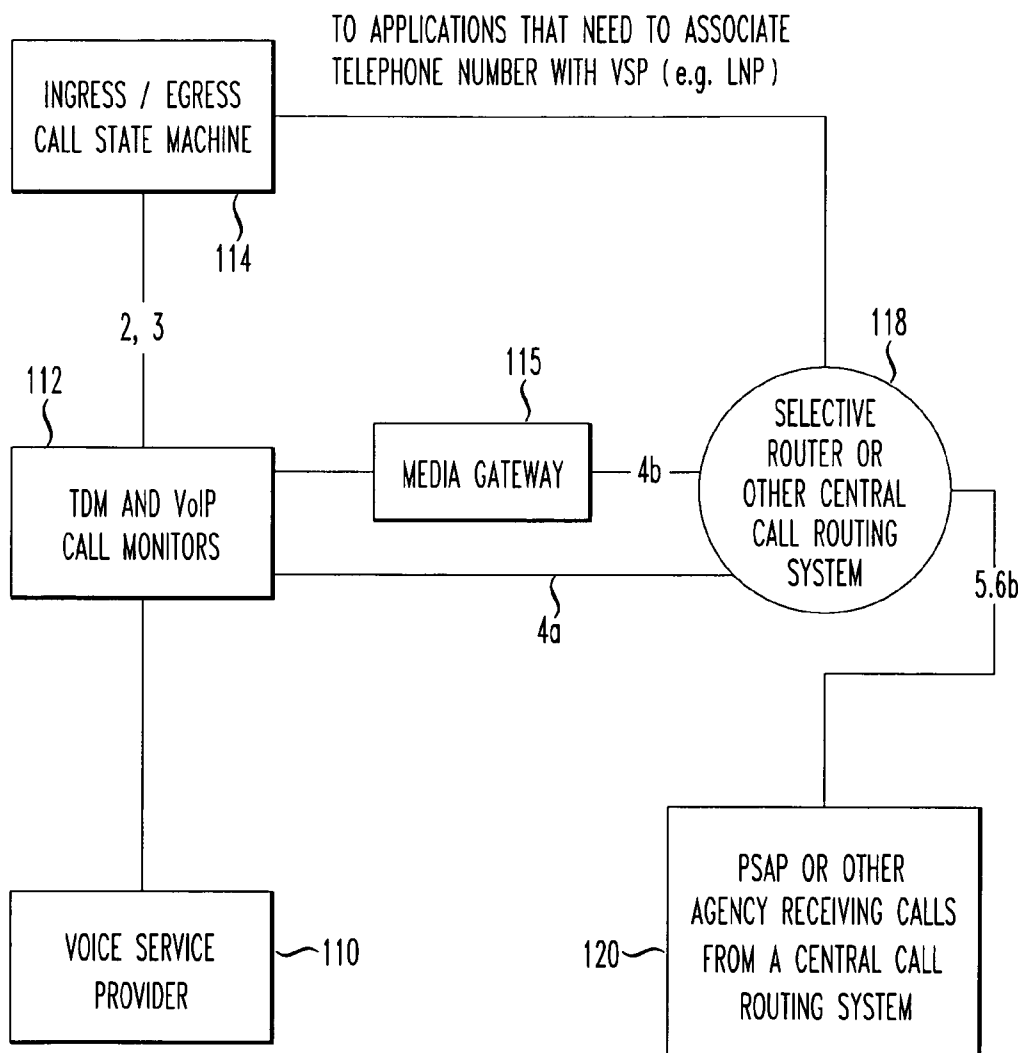 TO APPLICATIONS THAT NEED TO ASSOCIATE
TELEPHONE NUMBER WITH VSP (e.g. LNP)
INGRESS / EGRESS
CALL STATE MACHINE
114
2, 3
112
TDM AND VoIP
CALL MONITORS
115
MEDIA GATEWAY
4b
118
SELECTIVE
ROUTER OR
OTHER CENTRAL
CALL ROUTING
SYSTEM
4a
5.6b
VOICE SERVICE
PROVIDER
110
120
PSAP OR OTHER
AGENCY RECEIVING CALLS
FROM A CENTRAL CALL
ROUTING SYSTEM